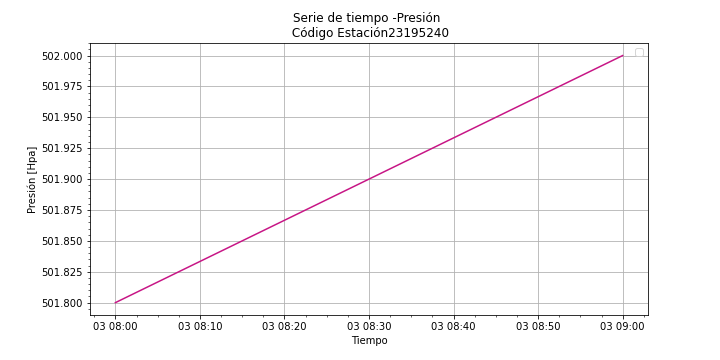 Serie de tiempo -Presión
Código Estación23195240
502.000
501.975
501.950
501.925
501.900
501.875
501.850
501.825
501.800
Presión [Hpa]
03 08:00 03 08:10 03 08:20 03 08:30 03 08:40 03 08:50 03 09:00
Tiempo